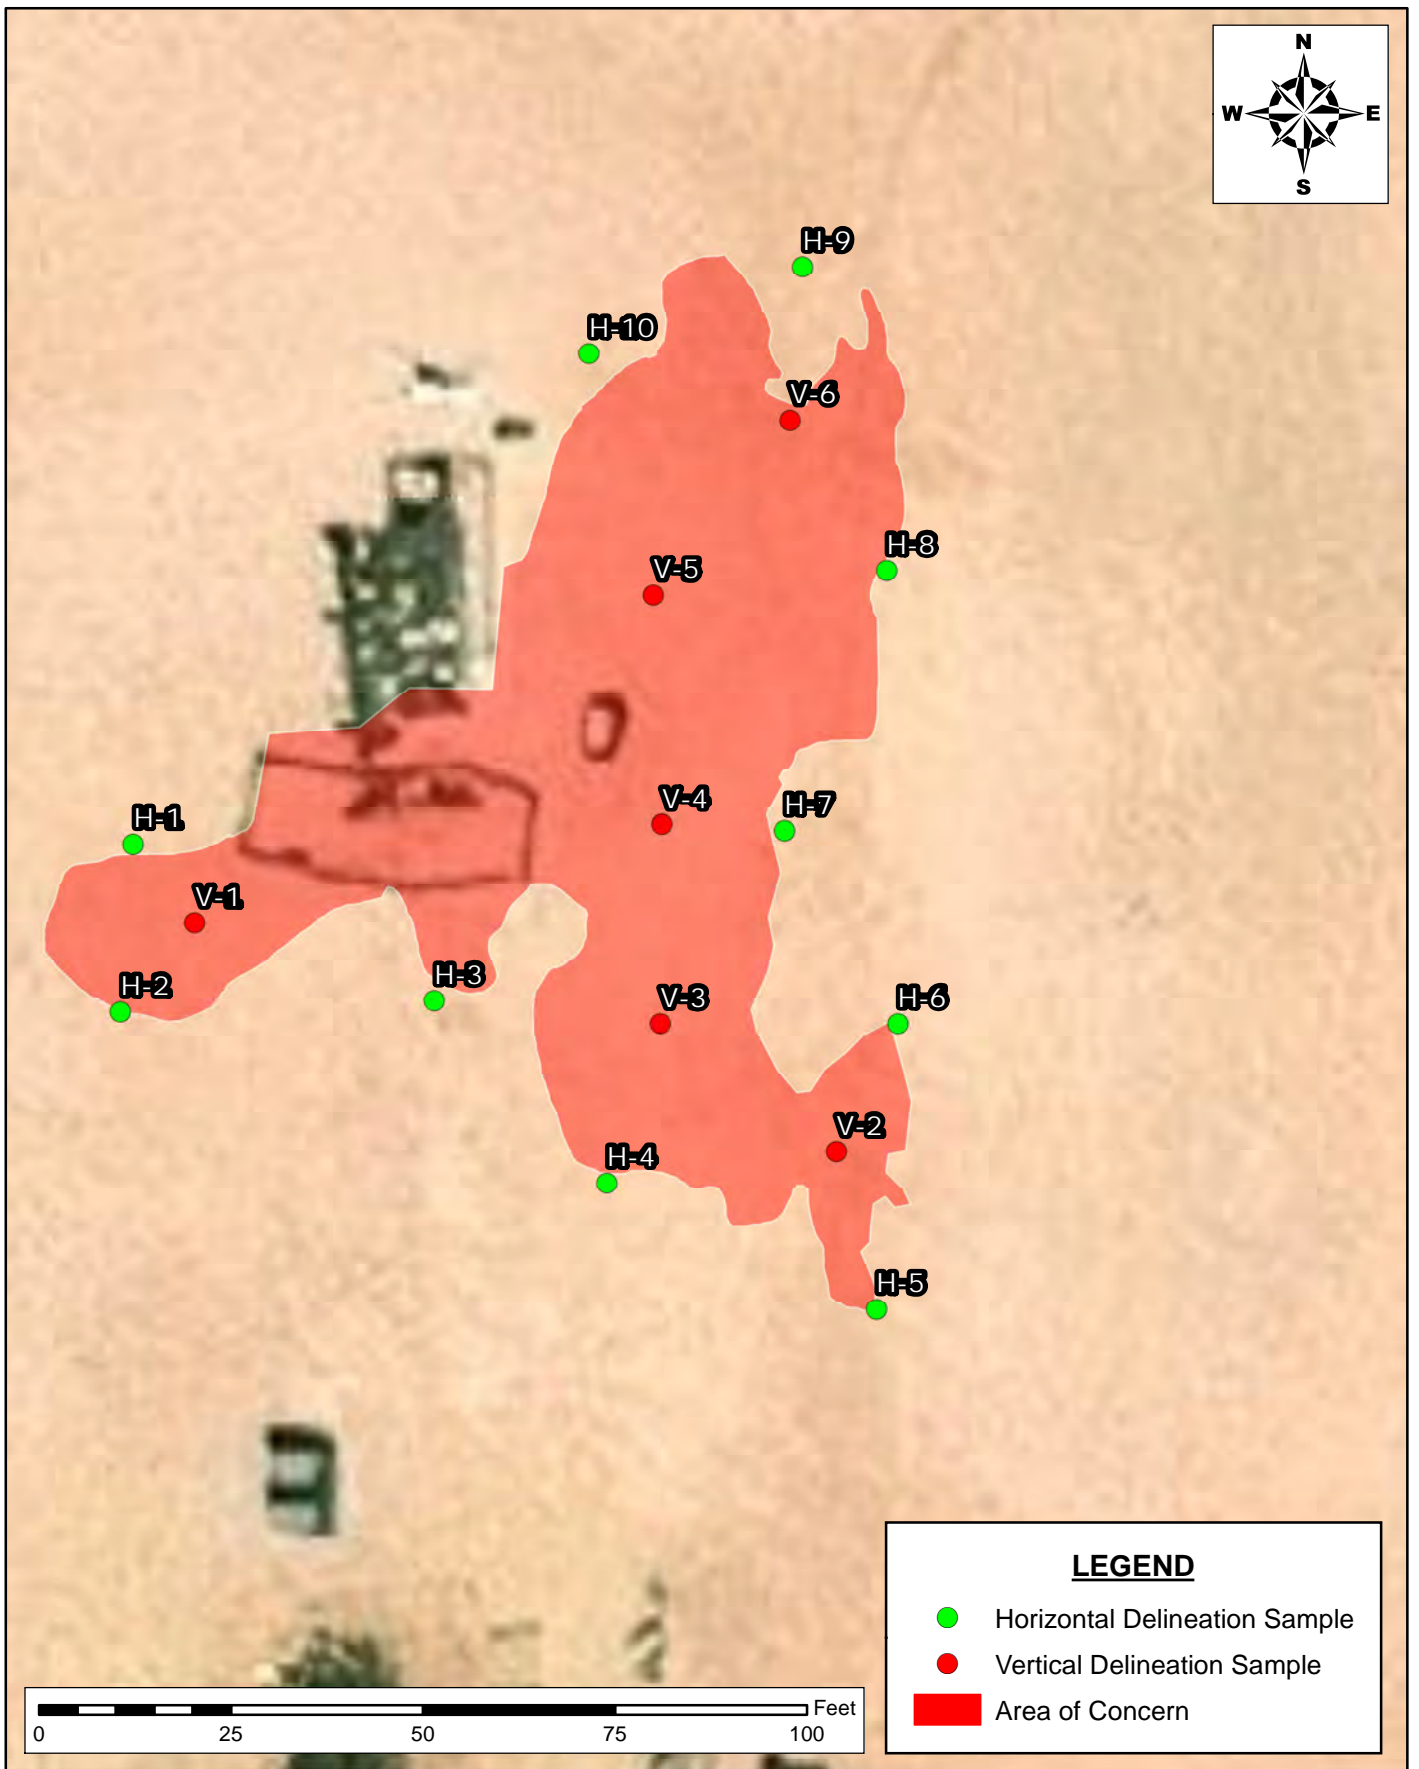 N
W E
S
H-9
H-10
V-6
H-8
V-5
V-4
H-7
H-1
V-1
H-3
H-2
V-3
H-6
V-2
H-4
H-5
LEGEND
Horizontal Delineation Sample
Vertical Delineation Sample
Area of Concern
Feet
0 25 50 75 100